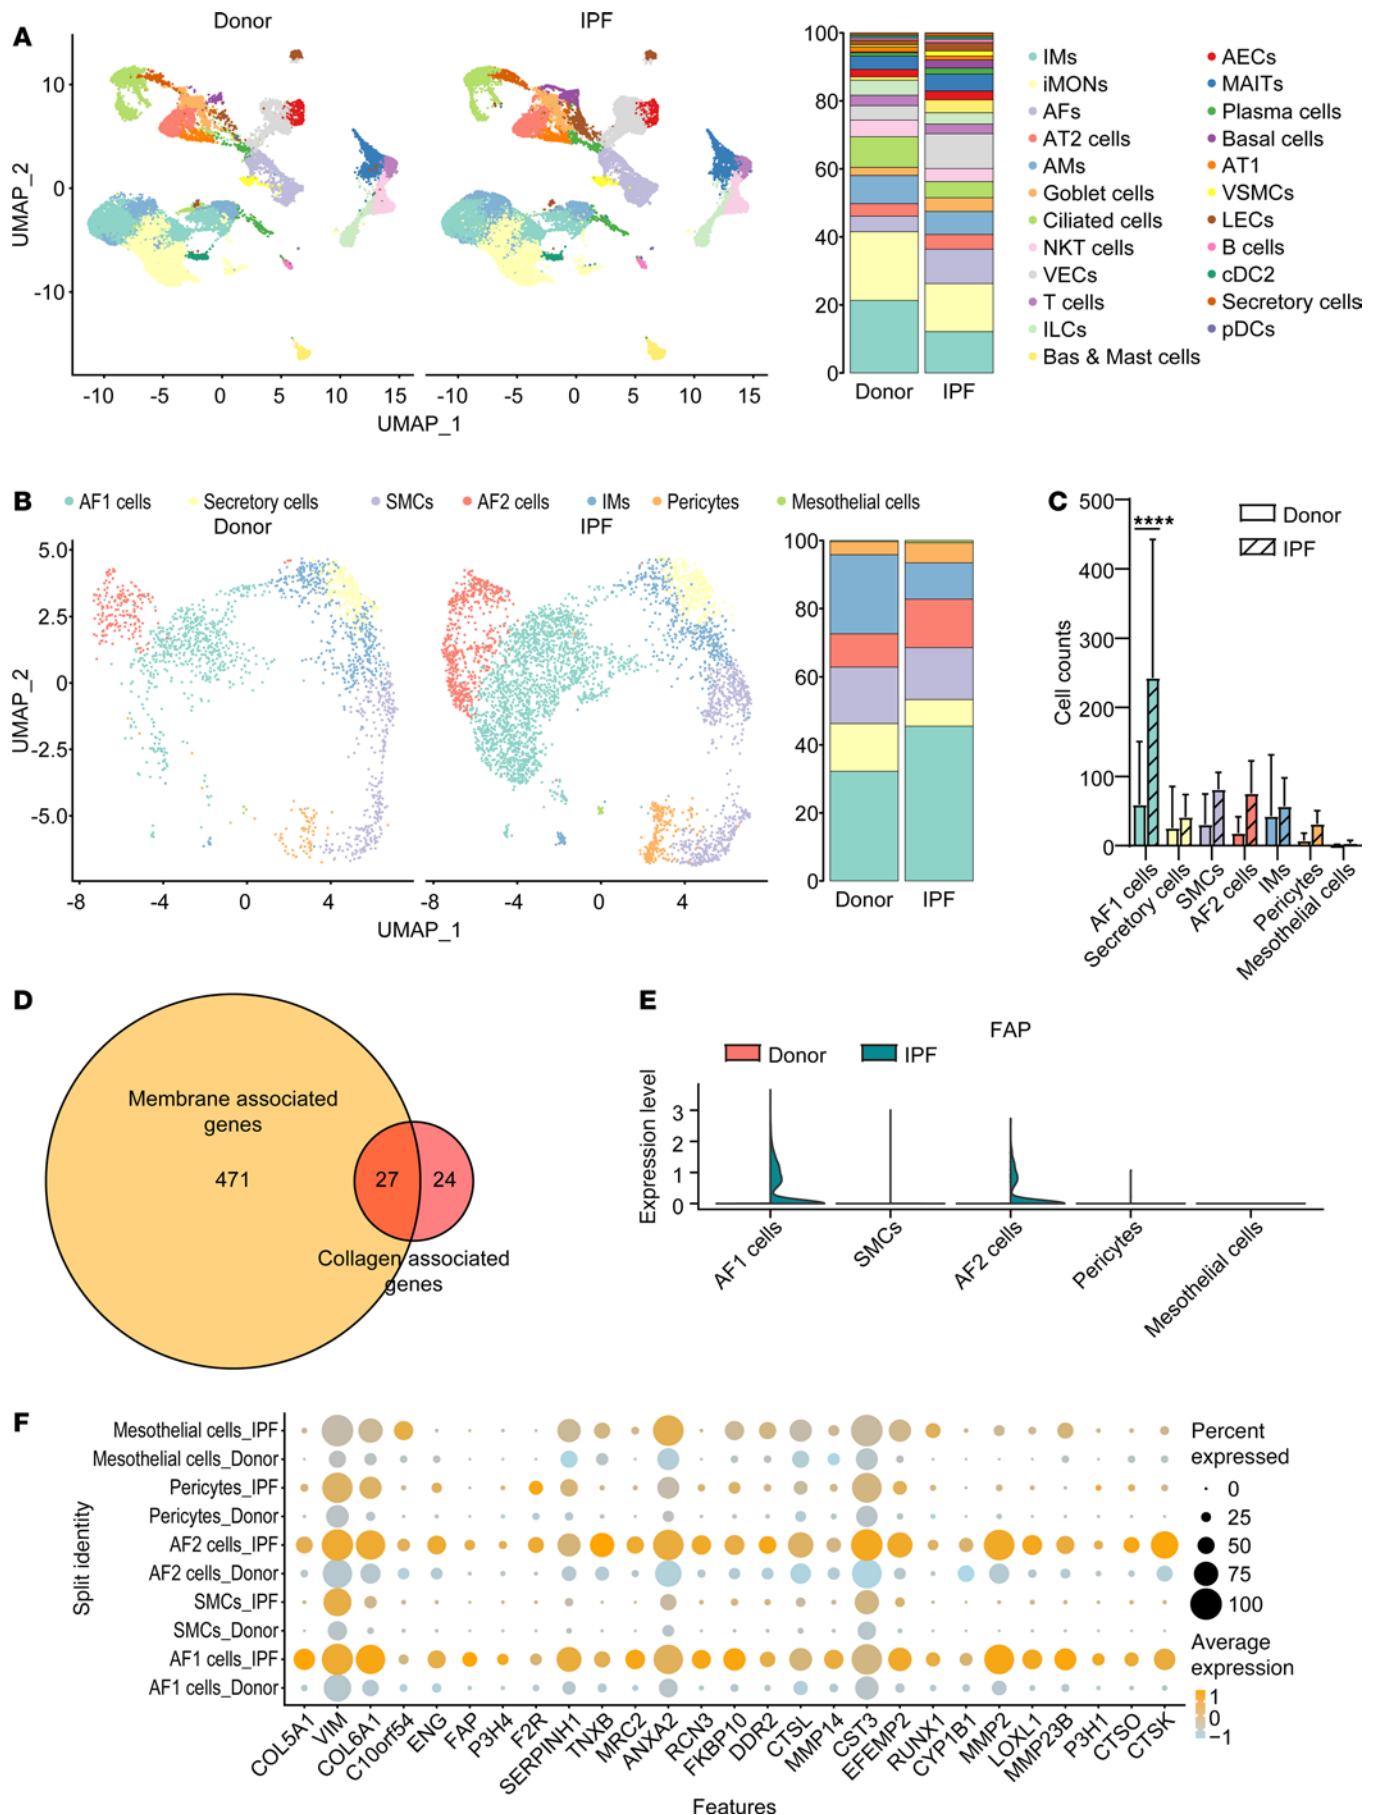 A
Donor
IPF
UMAP_2
10
0
-10
-10
-5
0
5
10
15
-10
-5
0
5
10
15
UMAP_1
100
80
60
40
20
0
Donor
IPF
IMs
iMONs
AFs
AT2 cells
AMs
Goblet cells
Ciliated cells
NKT cells
VECs
T cells
ILCs
Bas & Mast cells
AECs
MAITs
Plasma cells
Basal cells
AT1
VSMCs
LECs
B cells
cDC2
Secretory cells
pDCs
B
AF1 cells
Secretory cells
SMCs
AF2 cells
IMs
Pericytes
Mesothelial cells
Donor
IPF
UMAP_2
5.0
2.5
0
-2.5
-5.0
-8
-4
0
4
-8
-4
0
4
UMAP_1
100
80
60
40
20
0
Donor
IPF
C
Cell counts
500
400
300
200
100
0
****
Donor
IPF
AF1 cells
Secretory cells
SMCs
AF2 cells
IMs
Pericytes
Mesothelial cells
D
Membrane associated
genes
471
27
24
Collagen associated
genes
E
FAP
Donor
IPF
Expression level
3
2
1
0
AF1 cells
SMCs
AF2 cells
Pericytes
Mesothelial cells
F
Split identity
Mesothelial cells_IPF
Mesothelial cells_Donor
Pericytes_IPF
Pericytes_Donor
AF2 cells_IPF
AF2 cells_Donor
SMCs_IPF
SMCs_Donor
AF1 cells_IPF
AF1 cells_Donor
COL5A1
VIM
COL6A1
C10orf54
ENG
FAP
P3H4
F2R
SERPINH1
TNXB
MRC2
ANXA2
RCN3
FKBP10
DDR2
CTSL
MMP14
CST3
EFEMP2
RUNX1
CYP1B1
MMP2
LOXL1
MMP23B
P3H1
CTSO
CTSK
Features
Percent
expressed
0
25
50
75
100
Average
expression
1
0
−1